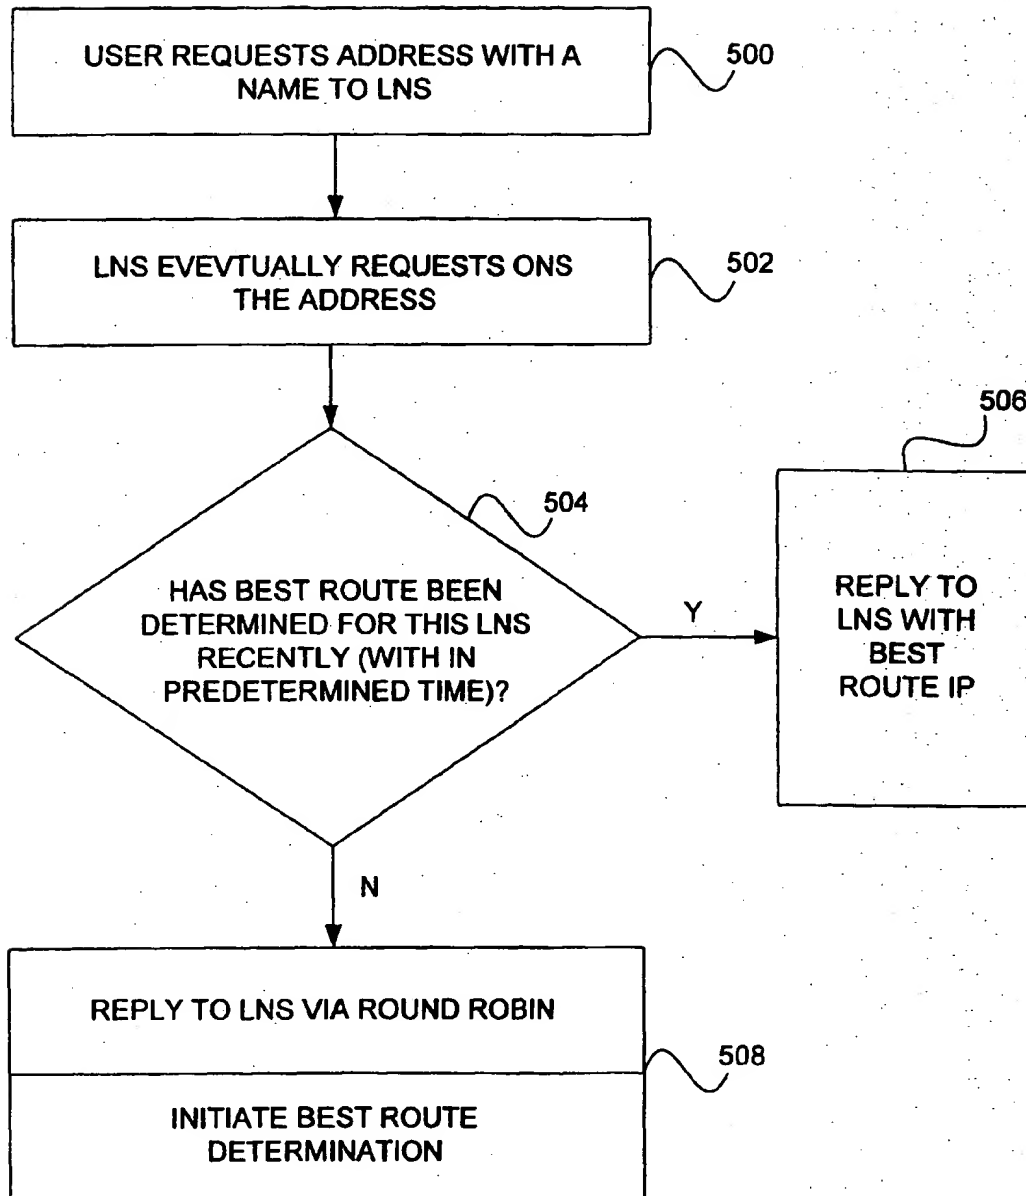 USER REQUESTS ADDRESS WITH A
NAME TO LNS
500
LNS EVEVTUALLY REQUESTS ONS
THE ADDRESS
502
506
504
HAS BEST ROUTE BEEN
DETERMINED FOR THIS LNS
RECENTLY (WITH IN
PREDETERMINED TIME)?
Y
REPLY TO
LNS WITH
BEST
ROUTE IP
N
REPLY TO LNS VIA ROUND ROBIN
508
INITIATE BEST ROUTE
DETERMINATION